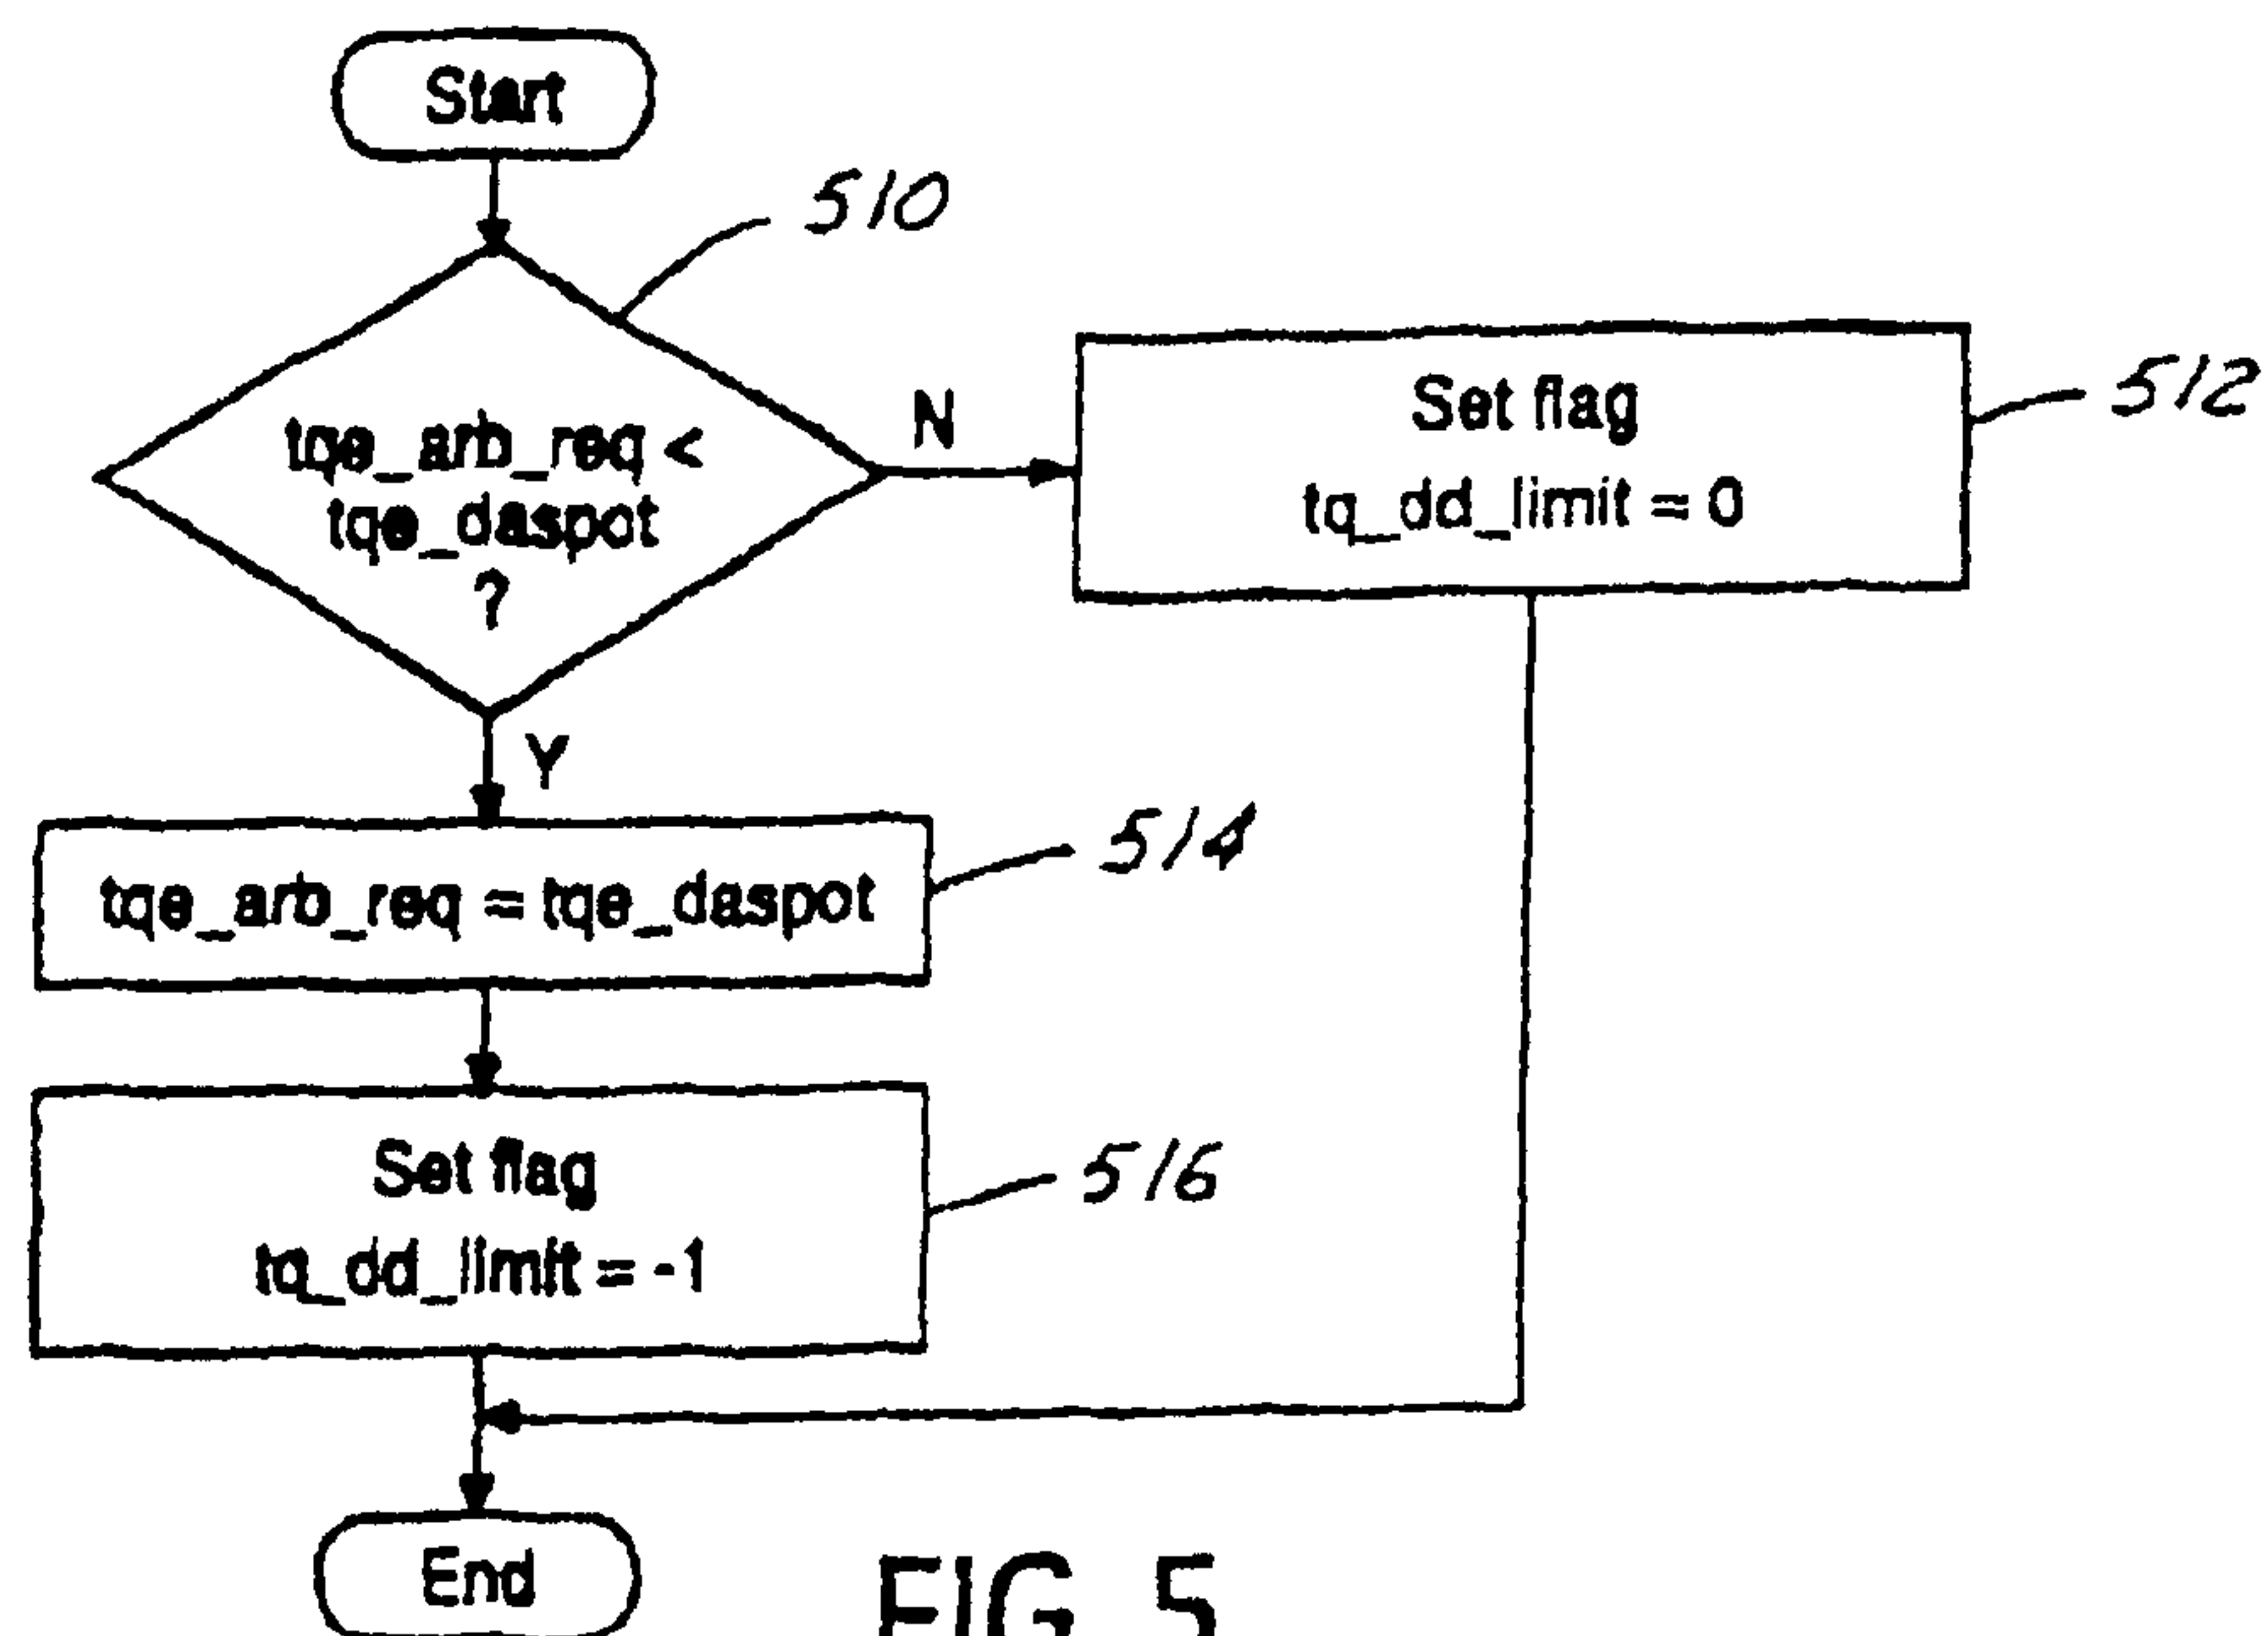 Start
510
tqe_arb_req <
tqe_daspot
?
N
Set flag
tq_dd_limit = 0
512
Y
tqe_arb_req = tqe_daspot
514
Set flag
tq_dd_limit = -1
516
End
FIG. 5